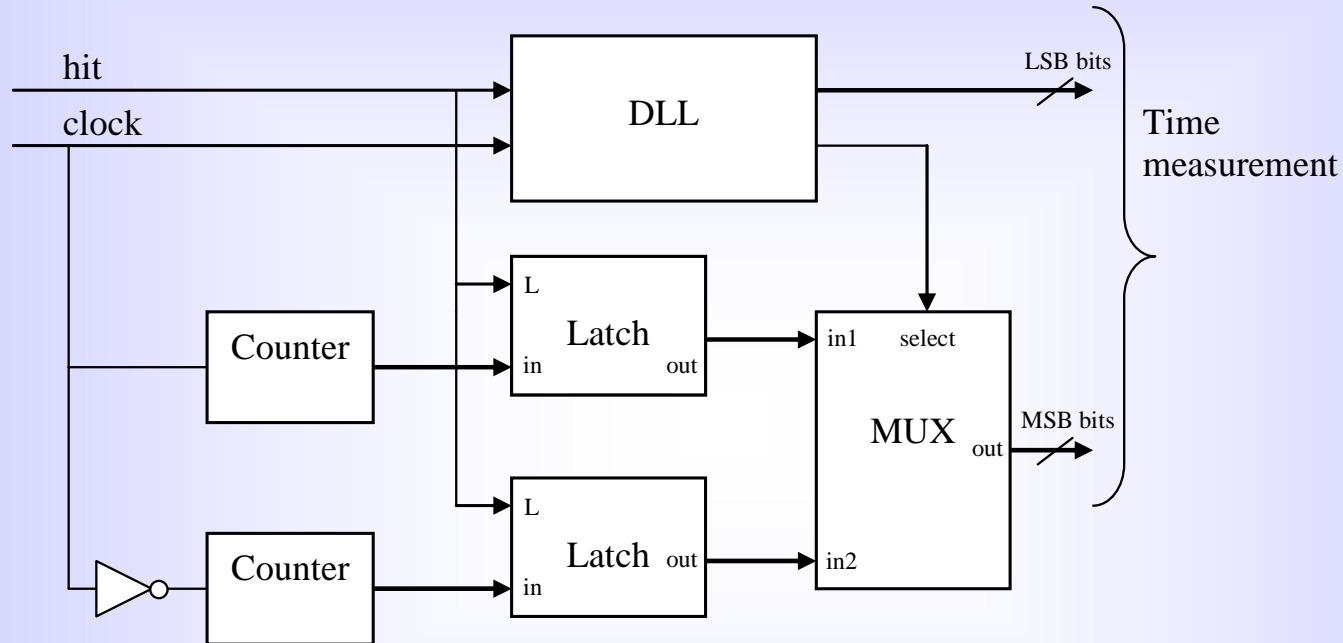 hit
clock
DLL
LSB bits
Time
measurement
L
Latch
in
out
Counter
in1
select
MUX
out
MSB bits
L
Latch
in
out
Counter
in2